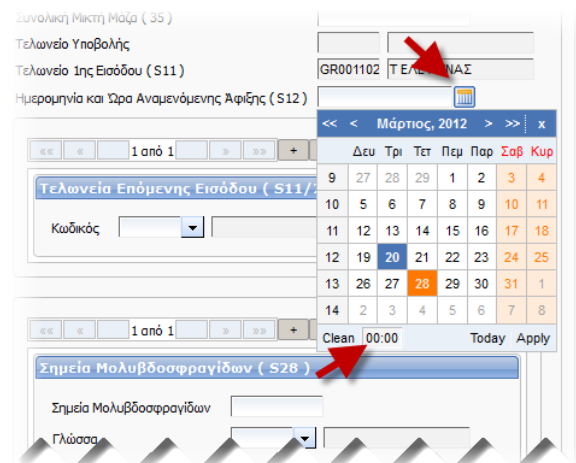 Συνολική Μικτή Μάζα ( 35 )
Τελωνείο Υποβολής
Τελωνείο 1ης Εισόδου ( S11 ) GR001102
Ημερομηνία και Ώρα Αναμενόμενης Άφιξης ( S12 )
<< < Μάρτιος, 2012 > >> x
Δευ Τρι Τετ Πεμ Παρ Σαβ Κυρ
9 27 28 29 1 2 3 4
10 5 6 7 8 9 10 11
11 12 13 14 15 16 17 18
12 19 20 21 22 23 24 25
13 26 27 28 29 30 31 1
14 2 3 4 5 6 7 8
Clean 00:00 Today Apply
«« « 1 από 1 » »» +
Τελωνεία Επόμενης Εισόδου ( S11/
Κωδικός
«« « 1 από 1 » »» +
Σημεία Μολυβδοσφραγίδων ( S28 )
Σημεία Μολυβδοσφραγίδων
Γλώσσα